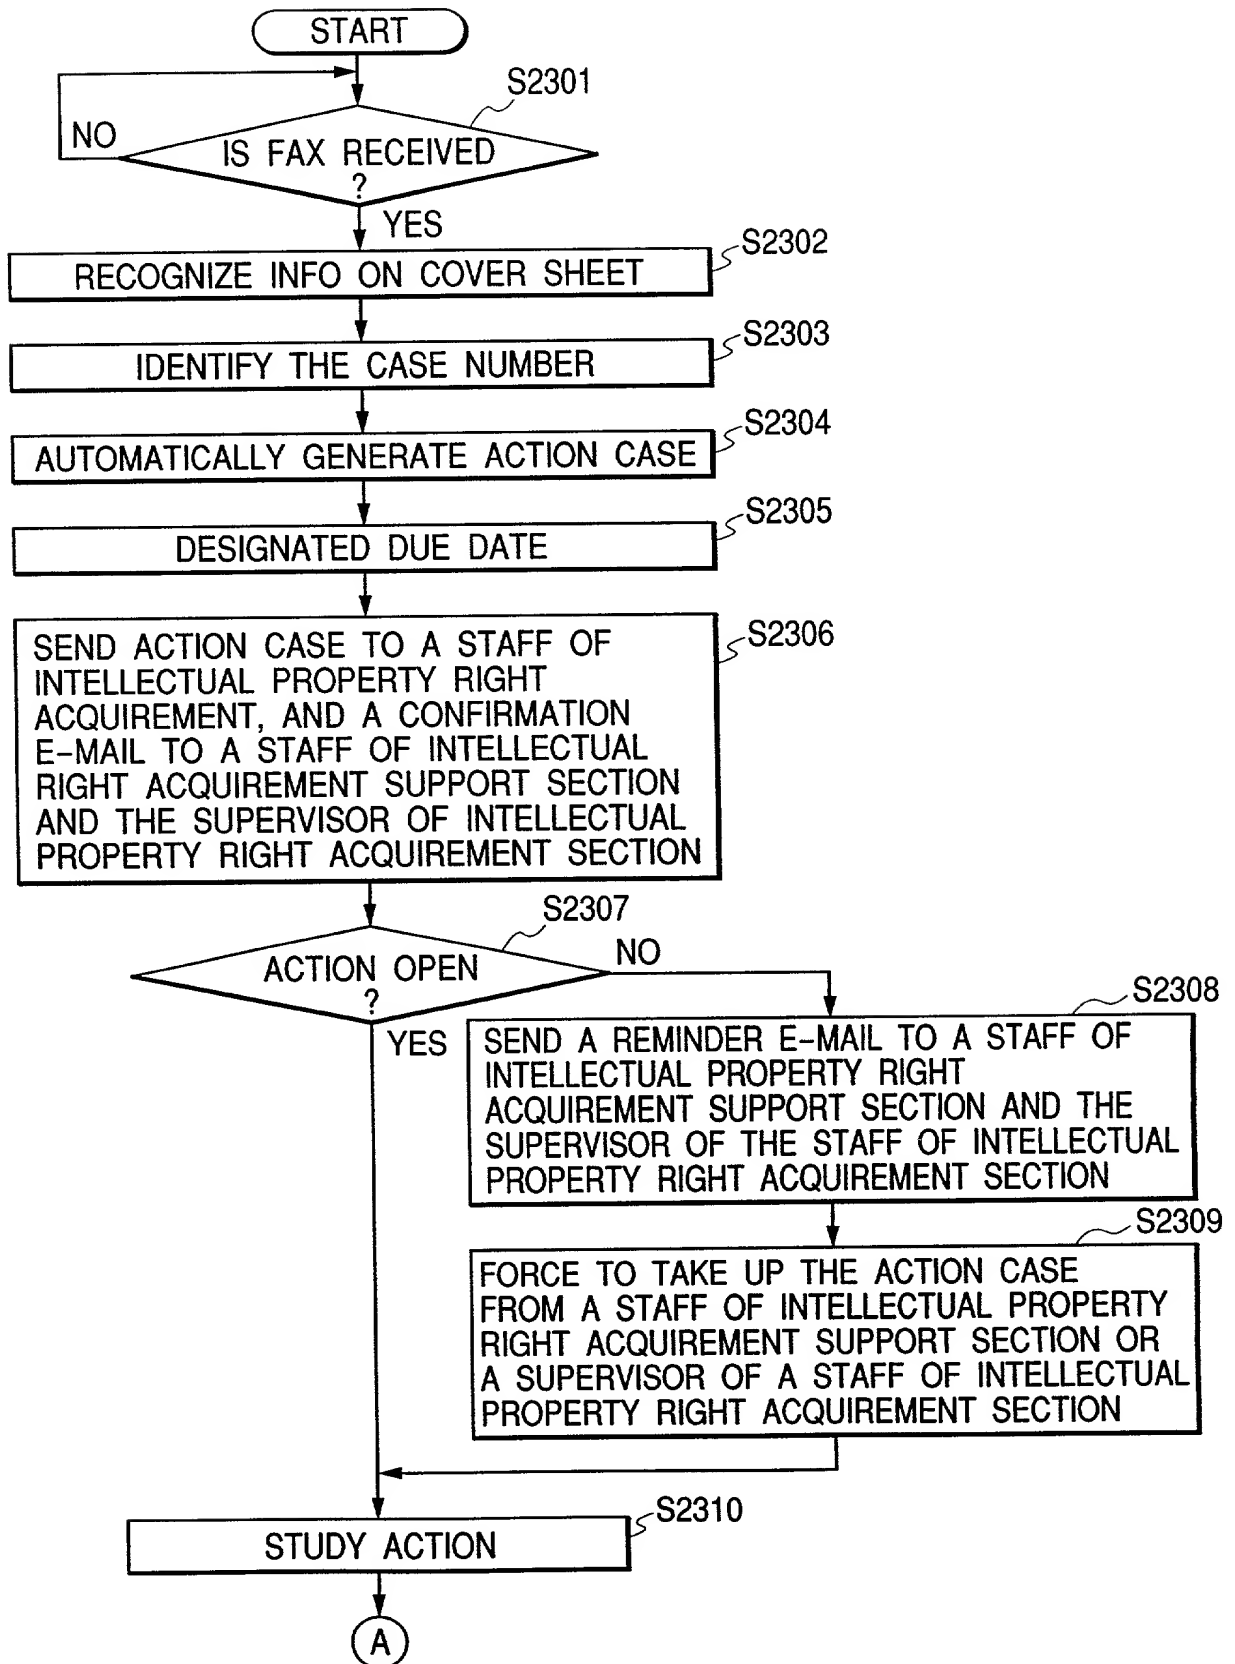 START
S2301
NO
IS FAX RECEIVED
?
YES
S2302
RECOGNIZE INFO ON COVER SHEET
S2303
IDENTIFY THE CASE NUMBER
S2304
AUTOMATICALLY GENERATE ACTION CASE
S2305
DESIGNATED DUE DATE
S2306
SEND ACTION CASE TO A STAFF OF
INTELLECTUAL PROPERTY RIGHT
ACQUIREMENT, AND A CONFIRMATION
E-MAIL TO A STAFF OF INTELLECTUAL
RIGHT ACQUIREMENT SUPPORT SECTION
AND THE SUPERVISOR OF INTELLECTUAL
PROPERTY RIGHT ACQUIREMENT SECTION
S2307
ACTION OPEN
?
NO
YES
S2308
SEND A REMINDER E-MAIL TO A STAFF OF
INTELLECTUAL PROPERTY RIGHT
ACQUIREMENT SUPPORT SECTION AND THE
SUPERVISOR OF THE STAFF OF INTELLECTUAL
PROPERTY RIGHT ACQUIREMENT SECTION
S2309
FORCE TO TAKE UP THE ACTION CASE
FROM A STAFF OF INTELLECTUAL PROPERTY
RIGHT ACQUIREMENT SUPPORT SECTION OR
A SUPERVISOR OF A STAFF OF INTELLECTUAL
PROPERTY RIGHT ACQUIREMENT SECTION
S2310
STUDY ACTION
A